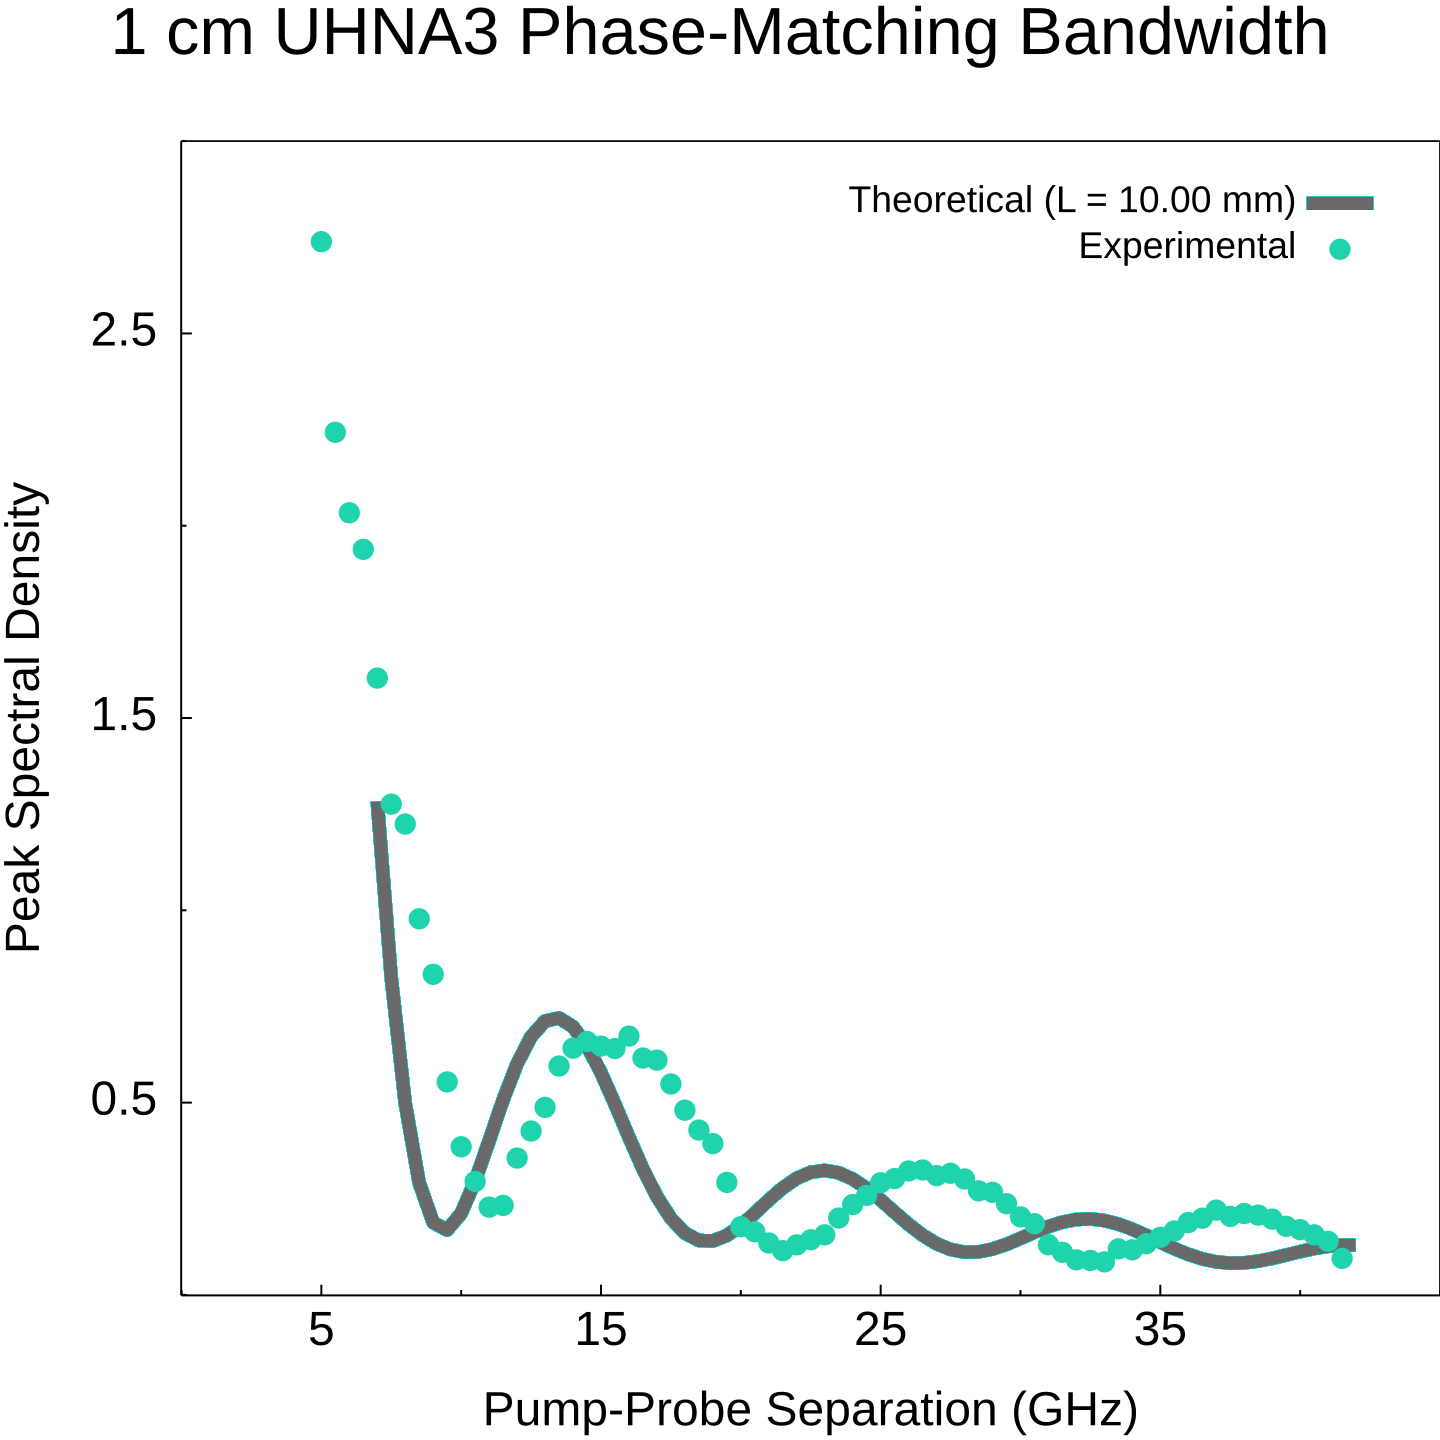 1 cm UHNA3 Phase-Matching Bandwidth
Theoretical (L = 10.00 mm)
Experimental
2.5
1.5
0.5
Peak Spectral Density
5 15 25 35
Pump-Probe Separation (GHz)